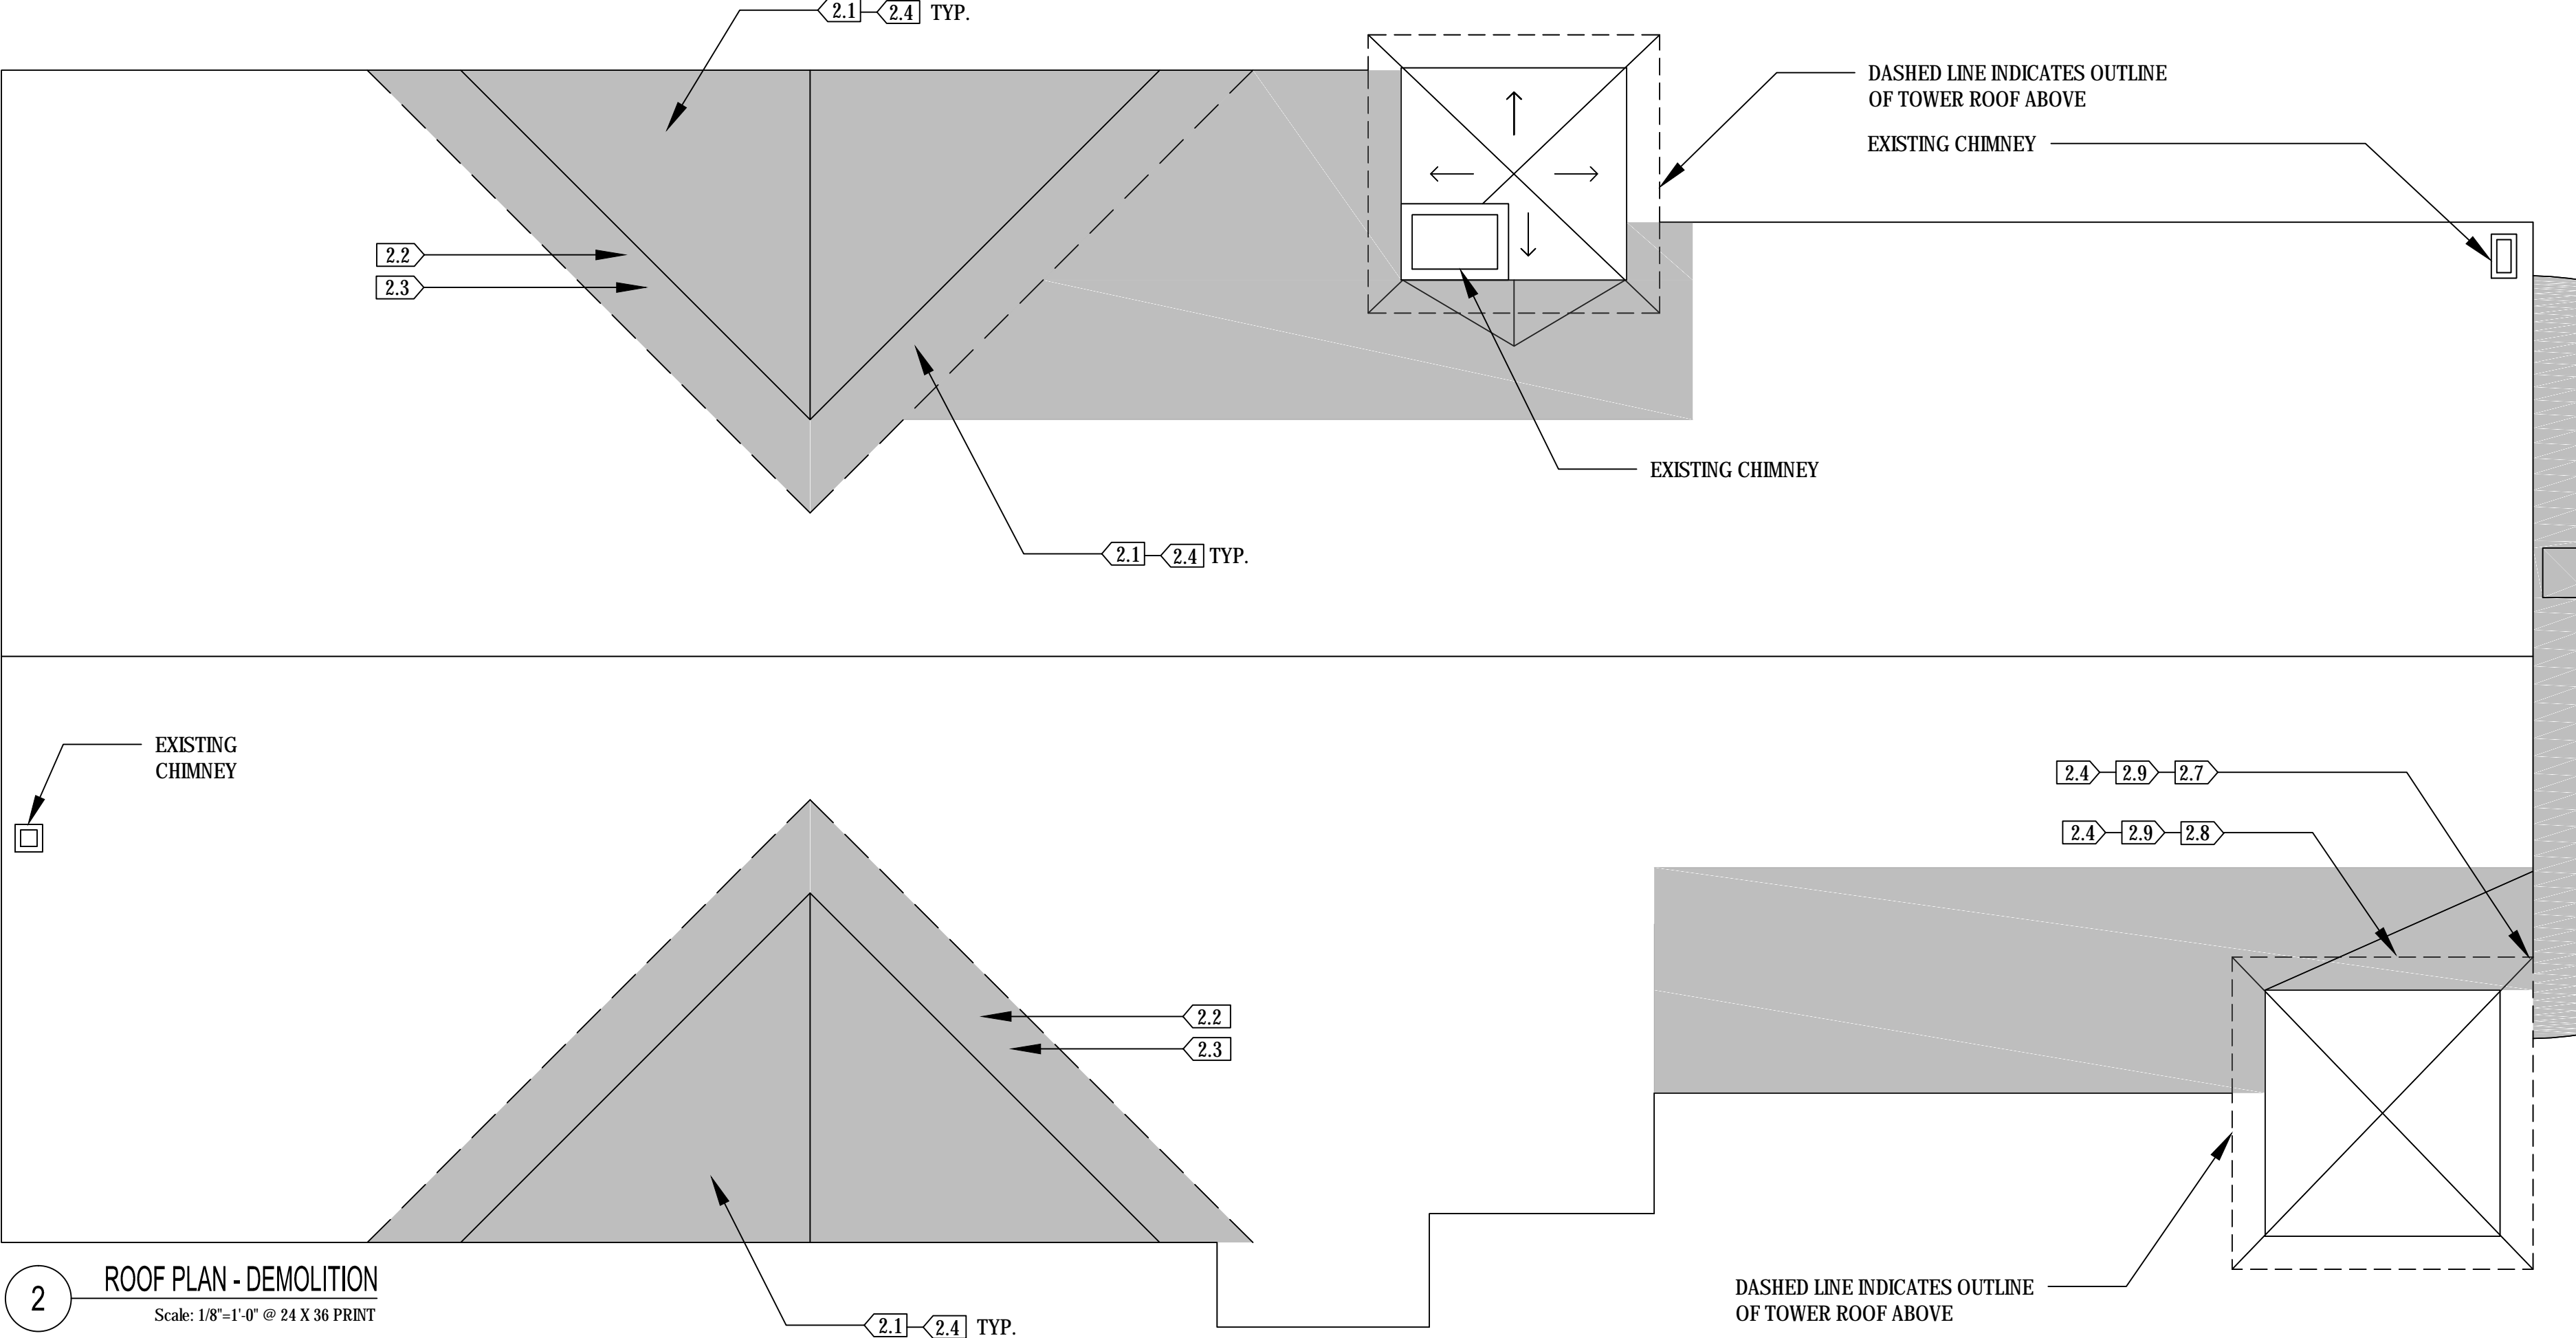 2.1 2.4 TYP.
DASHED LINE INDICATES OUTLINE
OF TOWER ROOF ABOVE
EXISTING CHIMNEY
2.2
2.3
EXISTING CHIMNEY
2.1 2.4 TYP.
EXISTING
CHIMNEY
2.4 2.9 2.7
2.4 2.9 2.8
2.2
2.3
DASHED LINE INDICATES OUTLINE
OF TOWER ROOF ABOVE
2 ROOF PLAN - DEMOLITION
Scale: 1/8"=1'-0" @ 24 X 36 PRINT
2.1 2.4 TYP.